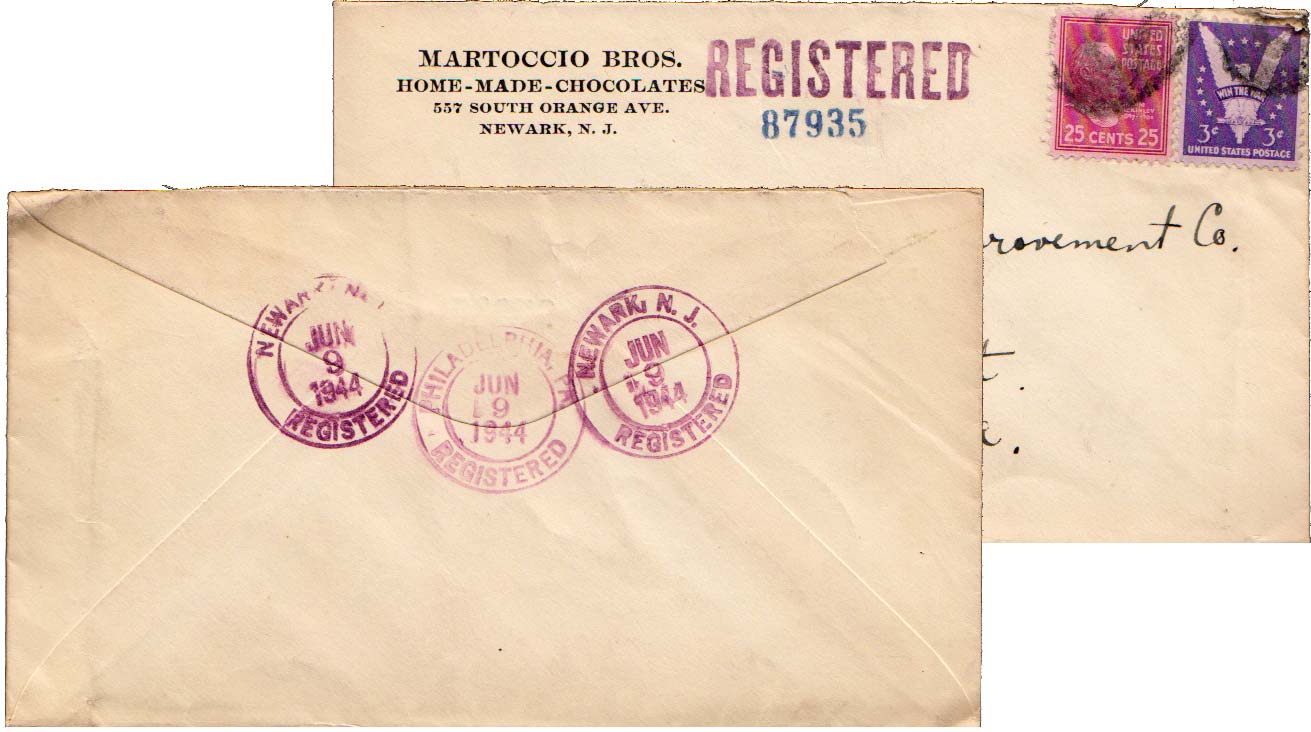 MARTOCCIO BROS.
HOME-MADE-CHOCOLATES
557 SOUTH ORANGE AVE.
NEWARK, N. J.
REGISTERED
87935
UNITED
STATES
POSTAGE
25 CENTS 25
WIN THE WAR
3¢ 3¢
UNITED STATES POSTAGE
rovement Co.
t.
a.
NEWARK, N. J.
JUN
9
1944
REGISTERED
PHILADELPHIA, PA
JUN
9
1944
REGISTERED
NEWARK, N. J.
JUN
9
1944
REGISTERED